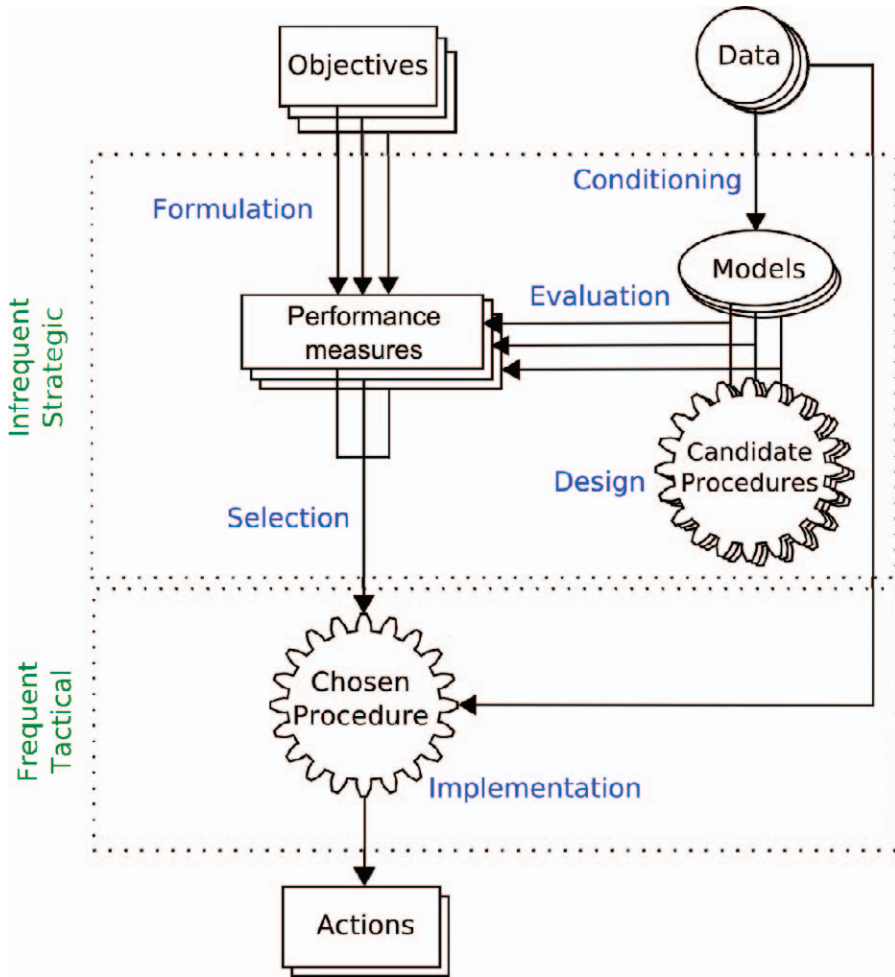 Objectives
Data
Formulation
Conditioning
Models
Evaluation
Performance
measures
Infrequent
Strategic
Candidate
Procedures
Design
Selection
Chosen
Procedure
Frequent
Tactical
Implementation
Actions